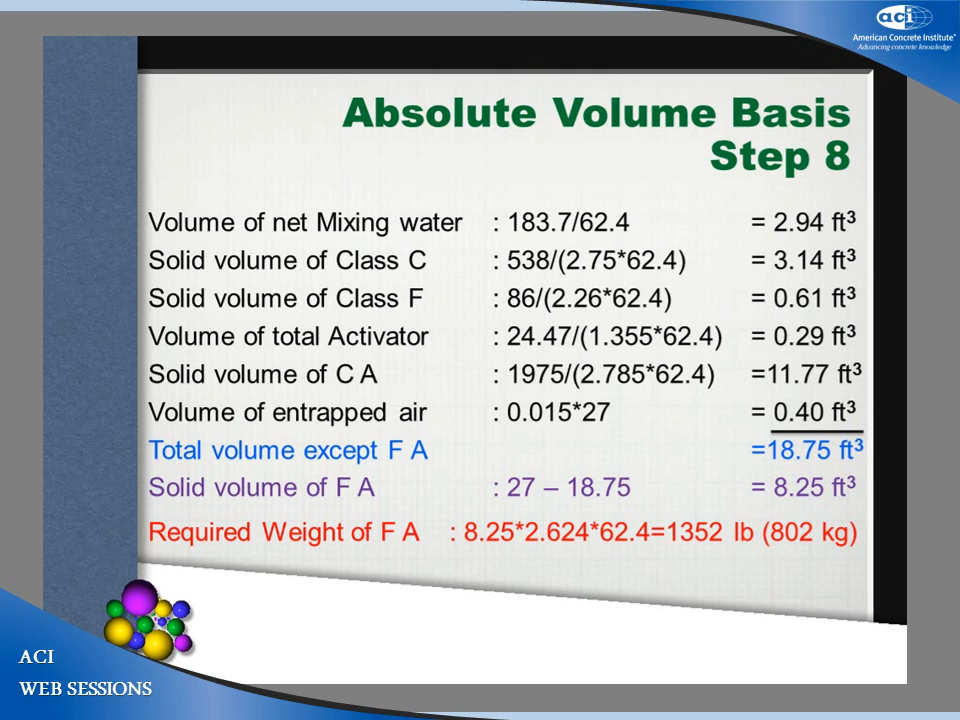 aci
American Concrete Institute®
Advancing concrete knowledge
Absolute Volume Basis
Step 8
Volume of net Mixing water : 183.7/62.4 = 2.94 ft³
Solid volume of Class C : 538/(2.75*62.4) = 3.14 ft³
Solid volume of Class F : 86/(2.26*62.4) = 0.61 ft³
Volume of total Activator : 24.47/(1.355*62.4) = 0.29 ft³
Solid volume of C A : 1975/(2.785*62.4) =11.77 ft³
Volume of entrapped air : 0.015*27 = 0.40 ft³
Total volume except F A =18.75 ft³
Solid volume of F A : 27 – 18.75 = 8.25 ft³
Required Weight of F A : 8.25*2.624*62.4=1352 lb (802 kg)
ACI
WEB SESSIONS